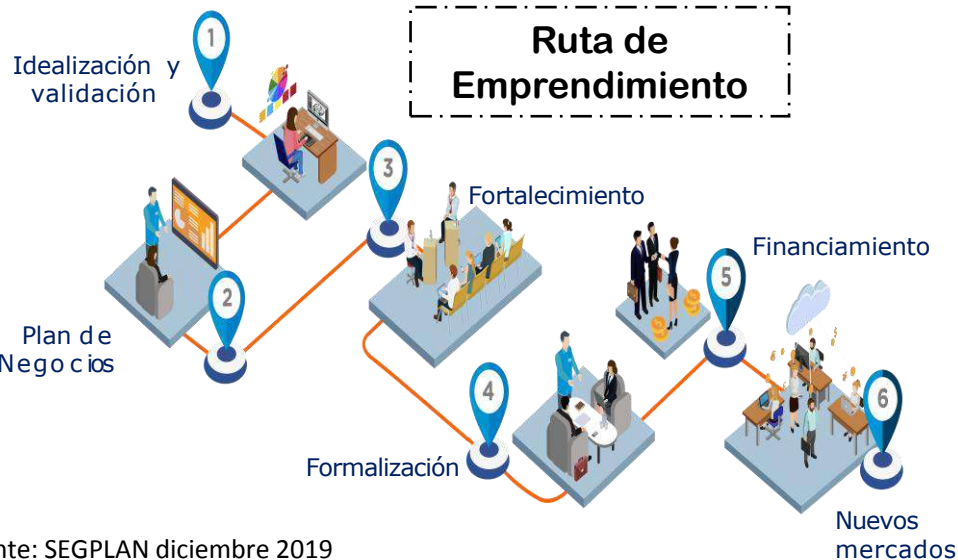 Ruta de
Emprendimiento
1
Idealización y
validación
3
Fortalecimiento
Financiamiento
5
2
Plan de
Negocios
4
6
Formalización
Nuevos
mercados
nte: SEGPLAN diciembre 2019